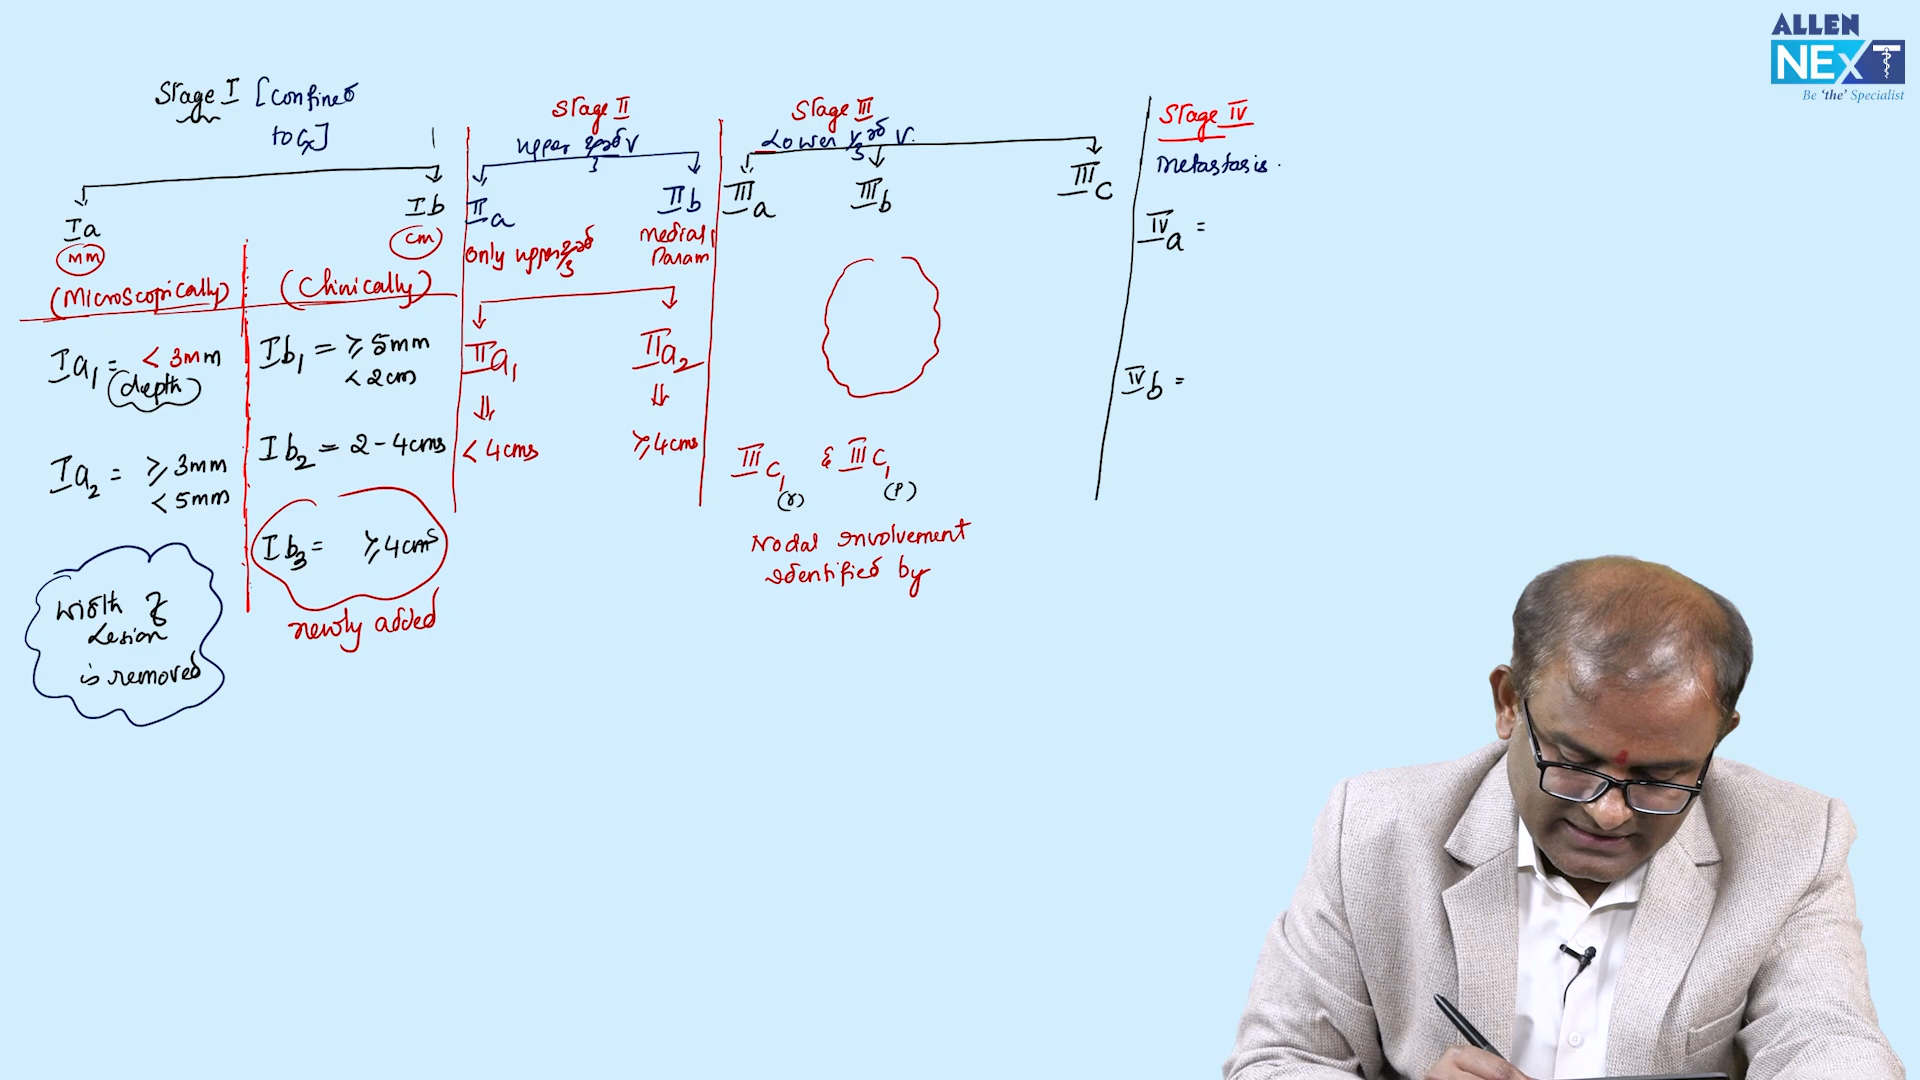 ALLEN
NEXT
Be 'the' Specialist
Stage I [confined
to Cx]
Ia
mm
(Microscopically)
Ia1 = < 3mm
(depth)
Ia2 = ≥ 3mm
< 5mm
width of
Lesion
is removed
Ib
cm
(Clinically)
Ib1 = ≥ 5mm
< 2cm
Ib2 = 2 - 4cms
Ib3 = ≥ 4cms
newly added
Stage II
upper 2/3 V
IIa
only upper 2/3
IIb
Medial
Param
IIa1
< 4cms
IIa2
≥ 4cms
Stage III
Lower 1/3 V.
IIIa
IIIb
IIIc
IIIc1 (r) & IIIc1 (P)
Nodal Involvement
Identified by
Stage IV
Metastasis.
IVa =
IVb =